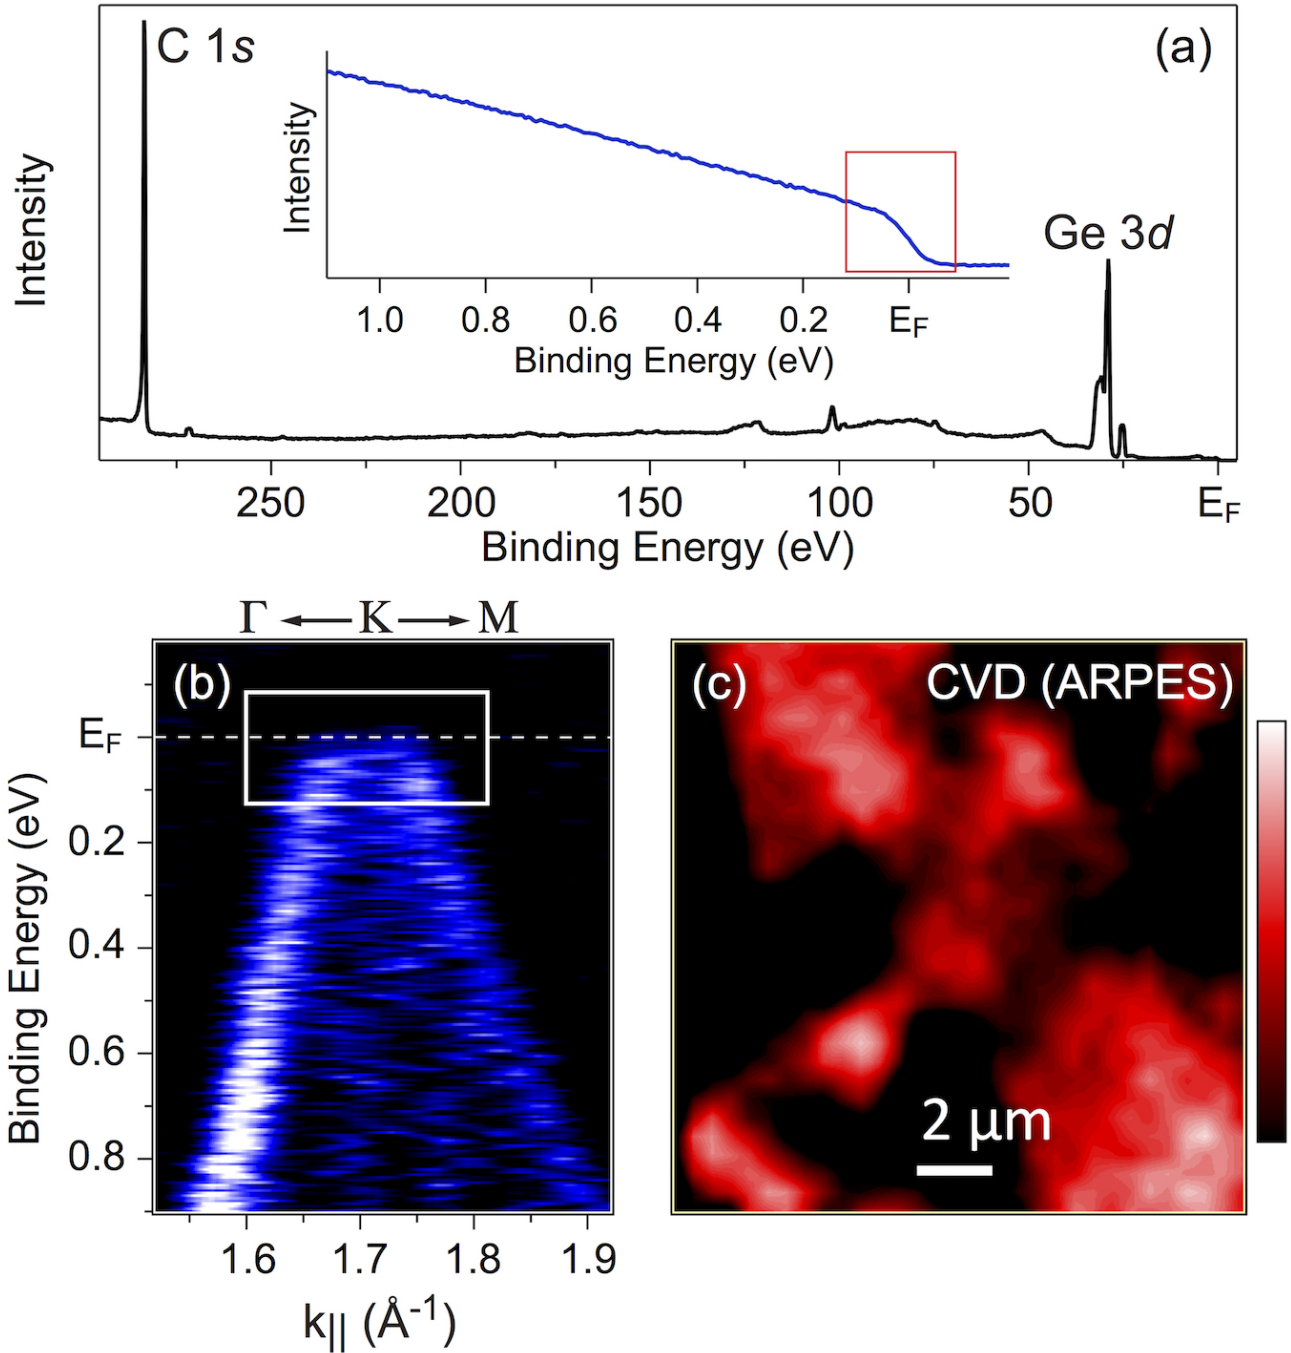 C 1s
(a)
Intensity
Intensity
Ge 3d
1.0 0.8 0.6 0.4 0.2 EF
Binding Energy (eV)
250 200 150 100 50 EF
Binding Energy (eV)
Γ K M
(b)
EF
0.2
0.4
0.6
0.8
Binding Energy (eV)
1.6 1.7 1.8 1.9
k|| (Å-1)
(c) CVD (ARPES)
2 μm